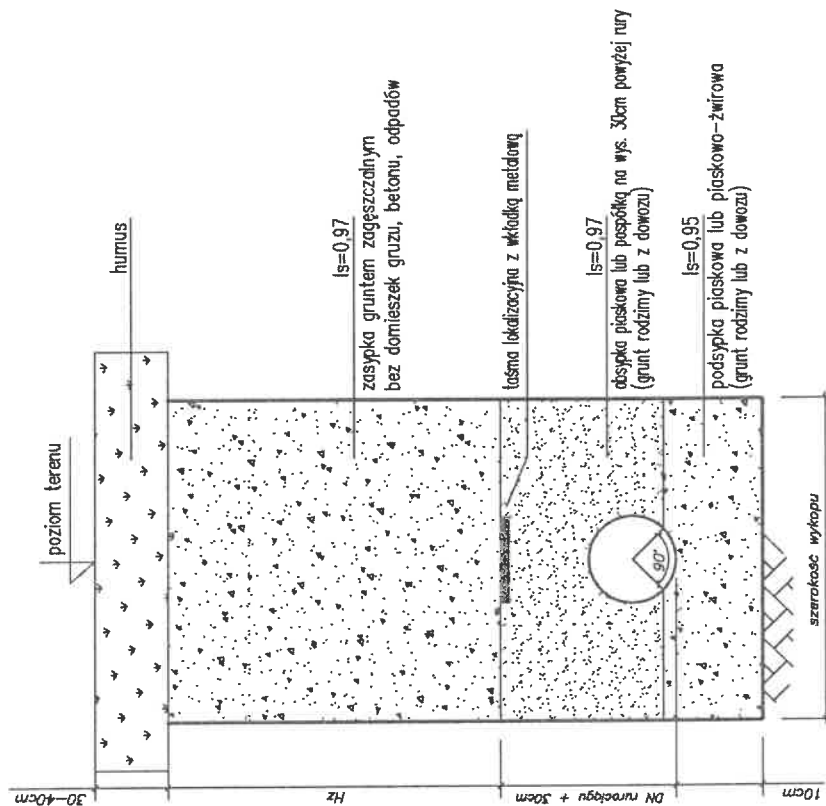 poziom terenu
humus
Is=0,97
zasypka gruntem zagęszczalnym
bez domieszek gruzu, betonu, odpadów
taśma lokalizacyjna z wkładką metalową
Is=0,97
obsypka piaskowa lub pospółką na wys. 30cm powyżej rury
(grunt rodzimy lub z dowozu)
Is=0,95
podsypka piaskowa lub piaskowo-żwirowa
(grunt rodzimy lub z dowozu)
90°
szerokość wykopu
30-40cm
Hz
DN rurociągu + 30cm
10cm